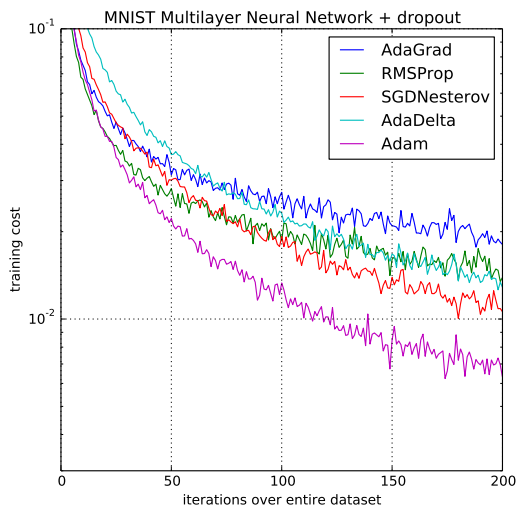 MNIST Multilayer Neural Network + dropout
10⁻¹
AdaGrad
RMSProp
SGDNesterov
AdaDelta
Adam
training cost
10⁻²
0 50 100 150 200
iterations over entire dataset